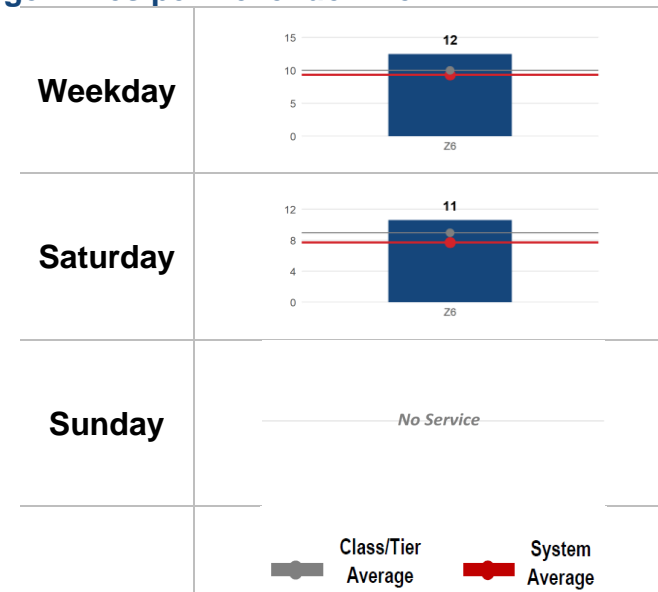 Weekday
15
12
10
5
0
Z6
Saturday
12
11
8
4
0
Z6
Sunday
No Service
Class/Tier
Average
System
Average